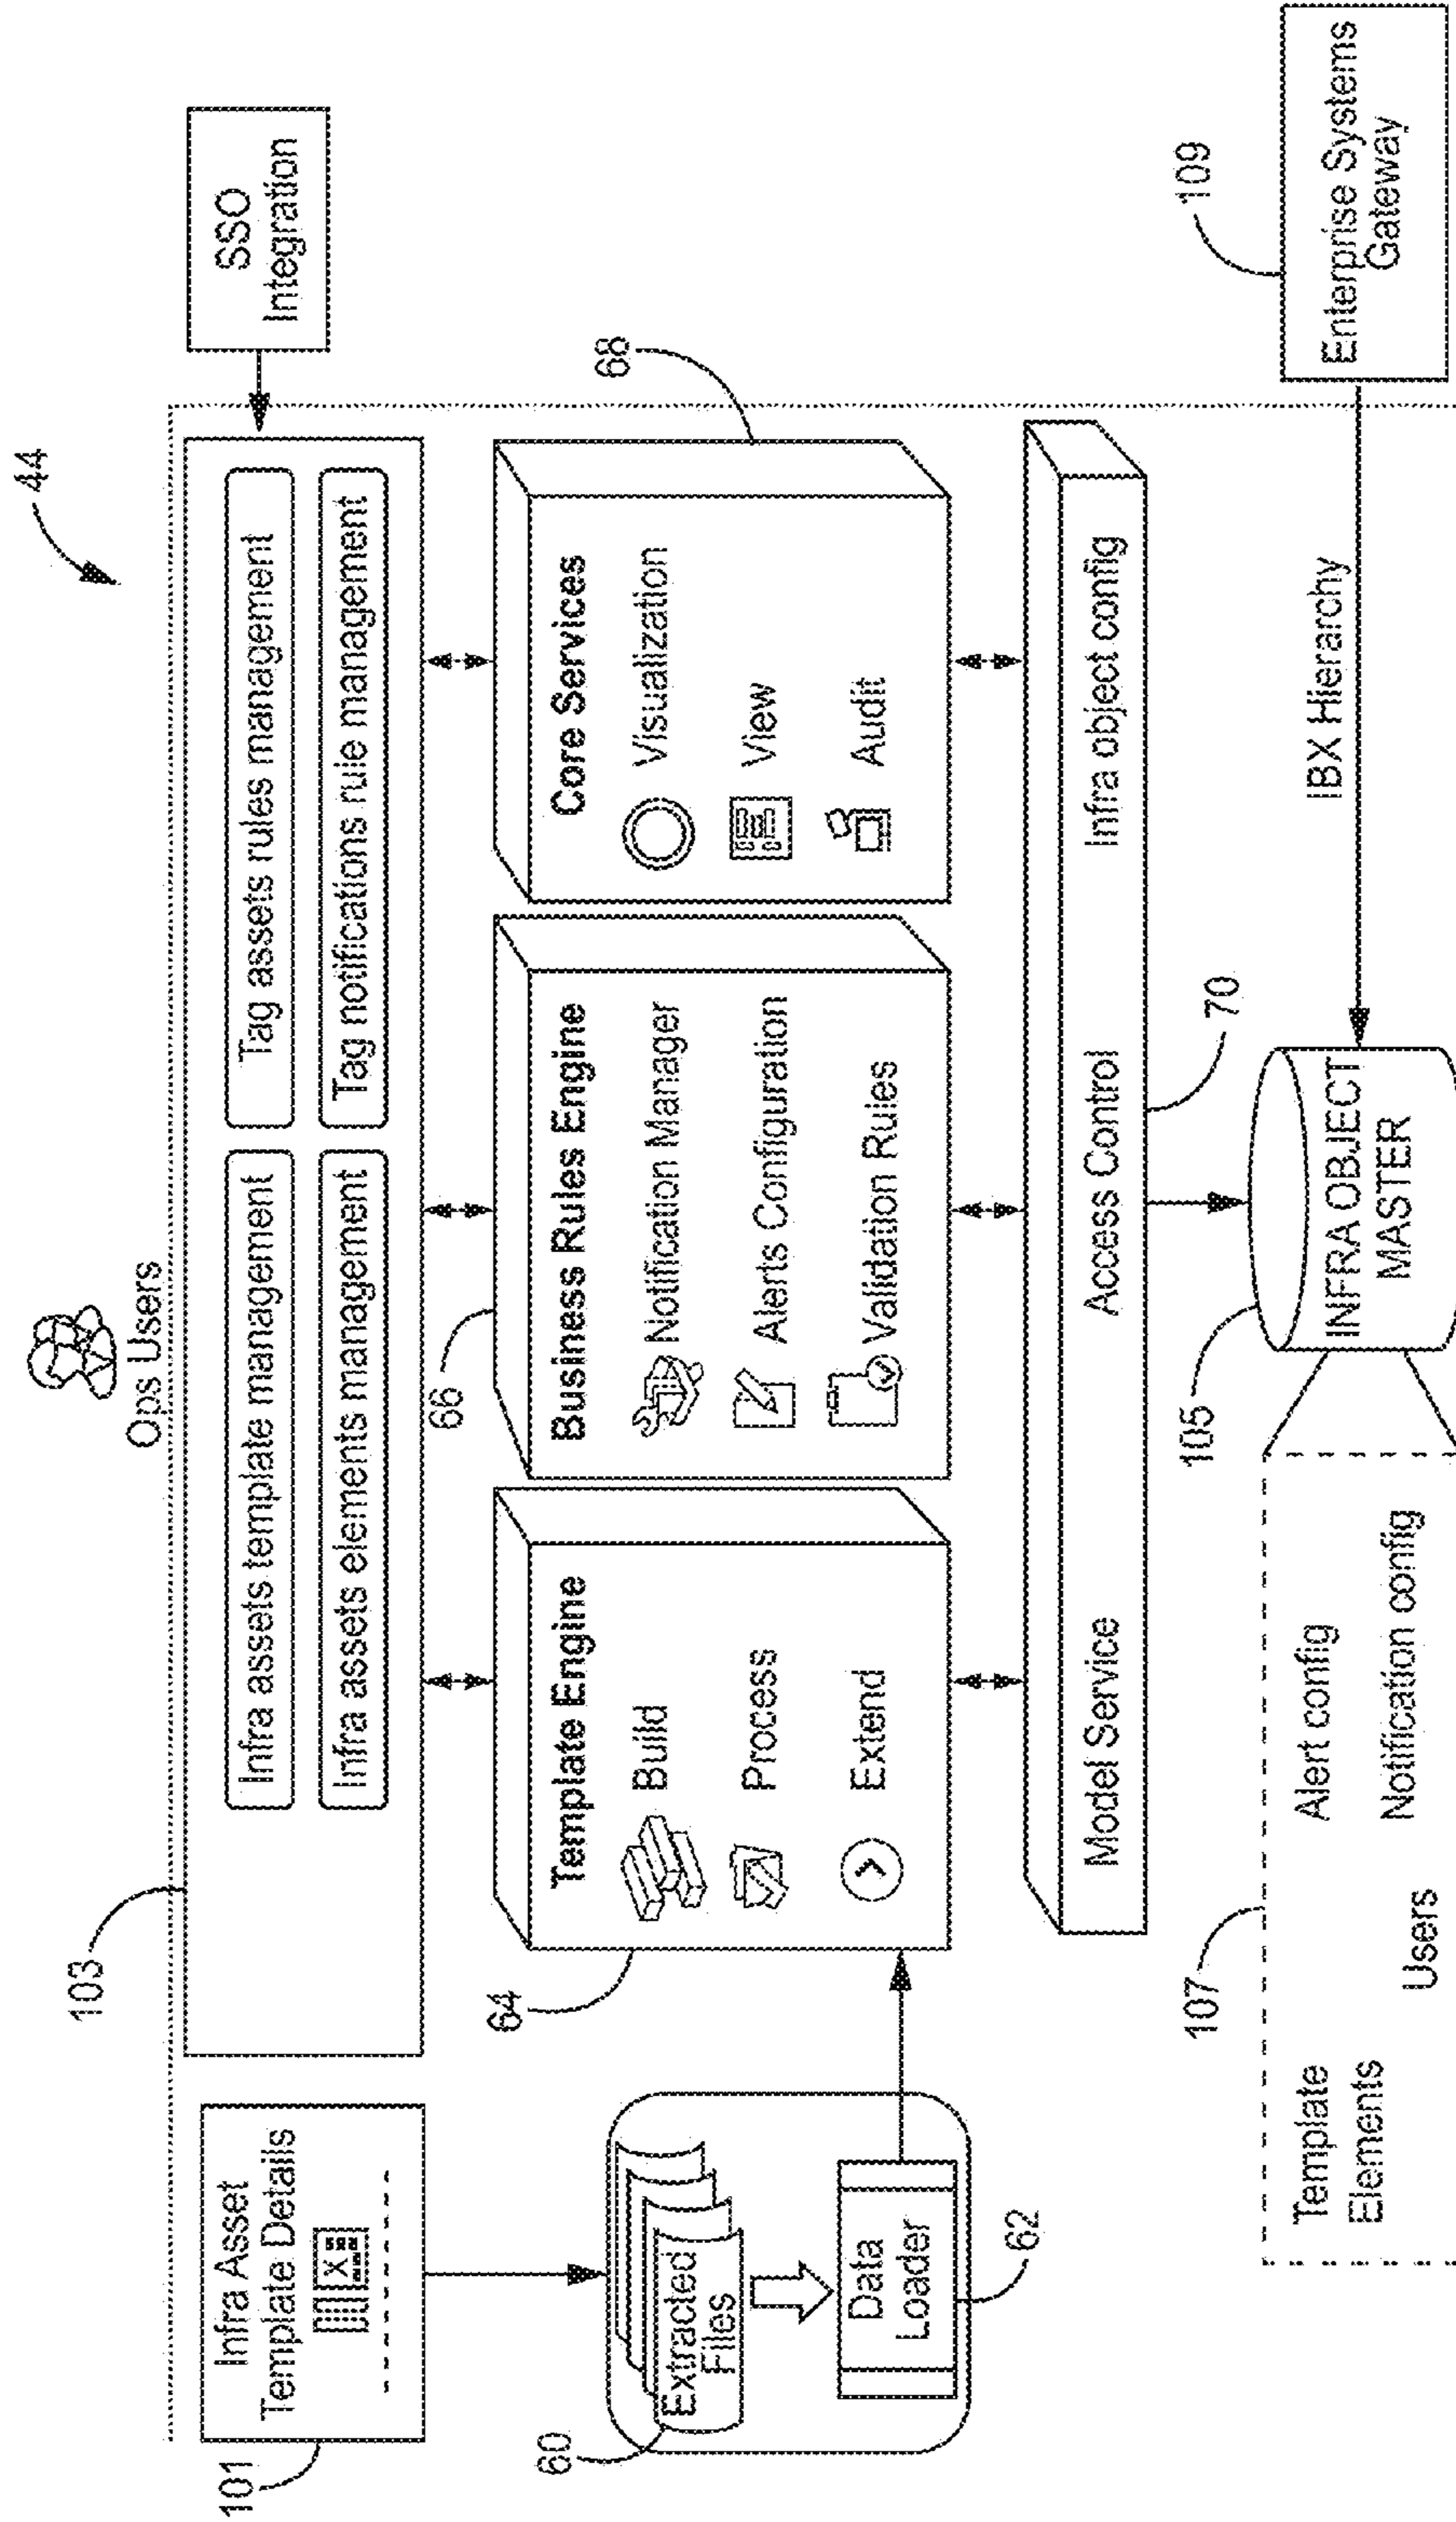 44
Ops Users
SSO
Integration
101
Infra Asset
Template Details
X
103
Infra assets template management
Tag assets rules management
Infra assets elements management
Tag notifications rule management
60
Extracted
Files
Data
Loader
62
64
Template Engine
Build
Process
Extend
66
Business Rules Engine
Notification Manager
Alerts Configuration
Validation Rules
68
Core Services
Visualization
View
Audit
Model Service
Access Control
Infra object config
70
107
Template
Elements
Alert config
Users
Notification config
105
INFRA OBJECT
MASTER
IBX Hierarchy
109
Enterprise Systems
Gateway